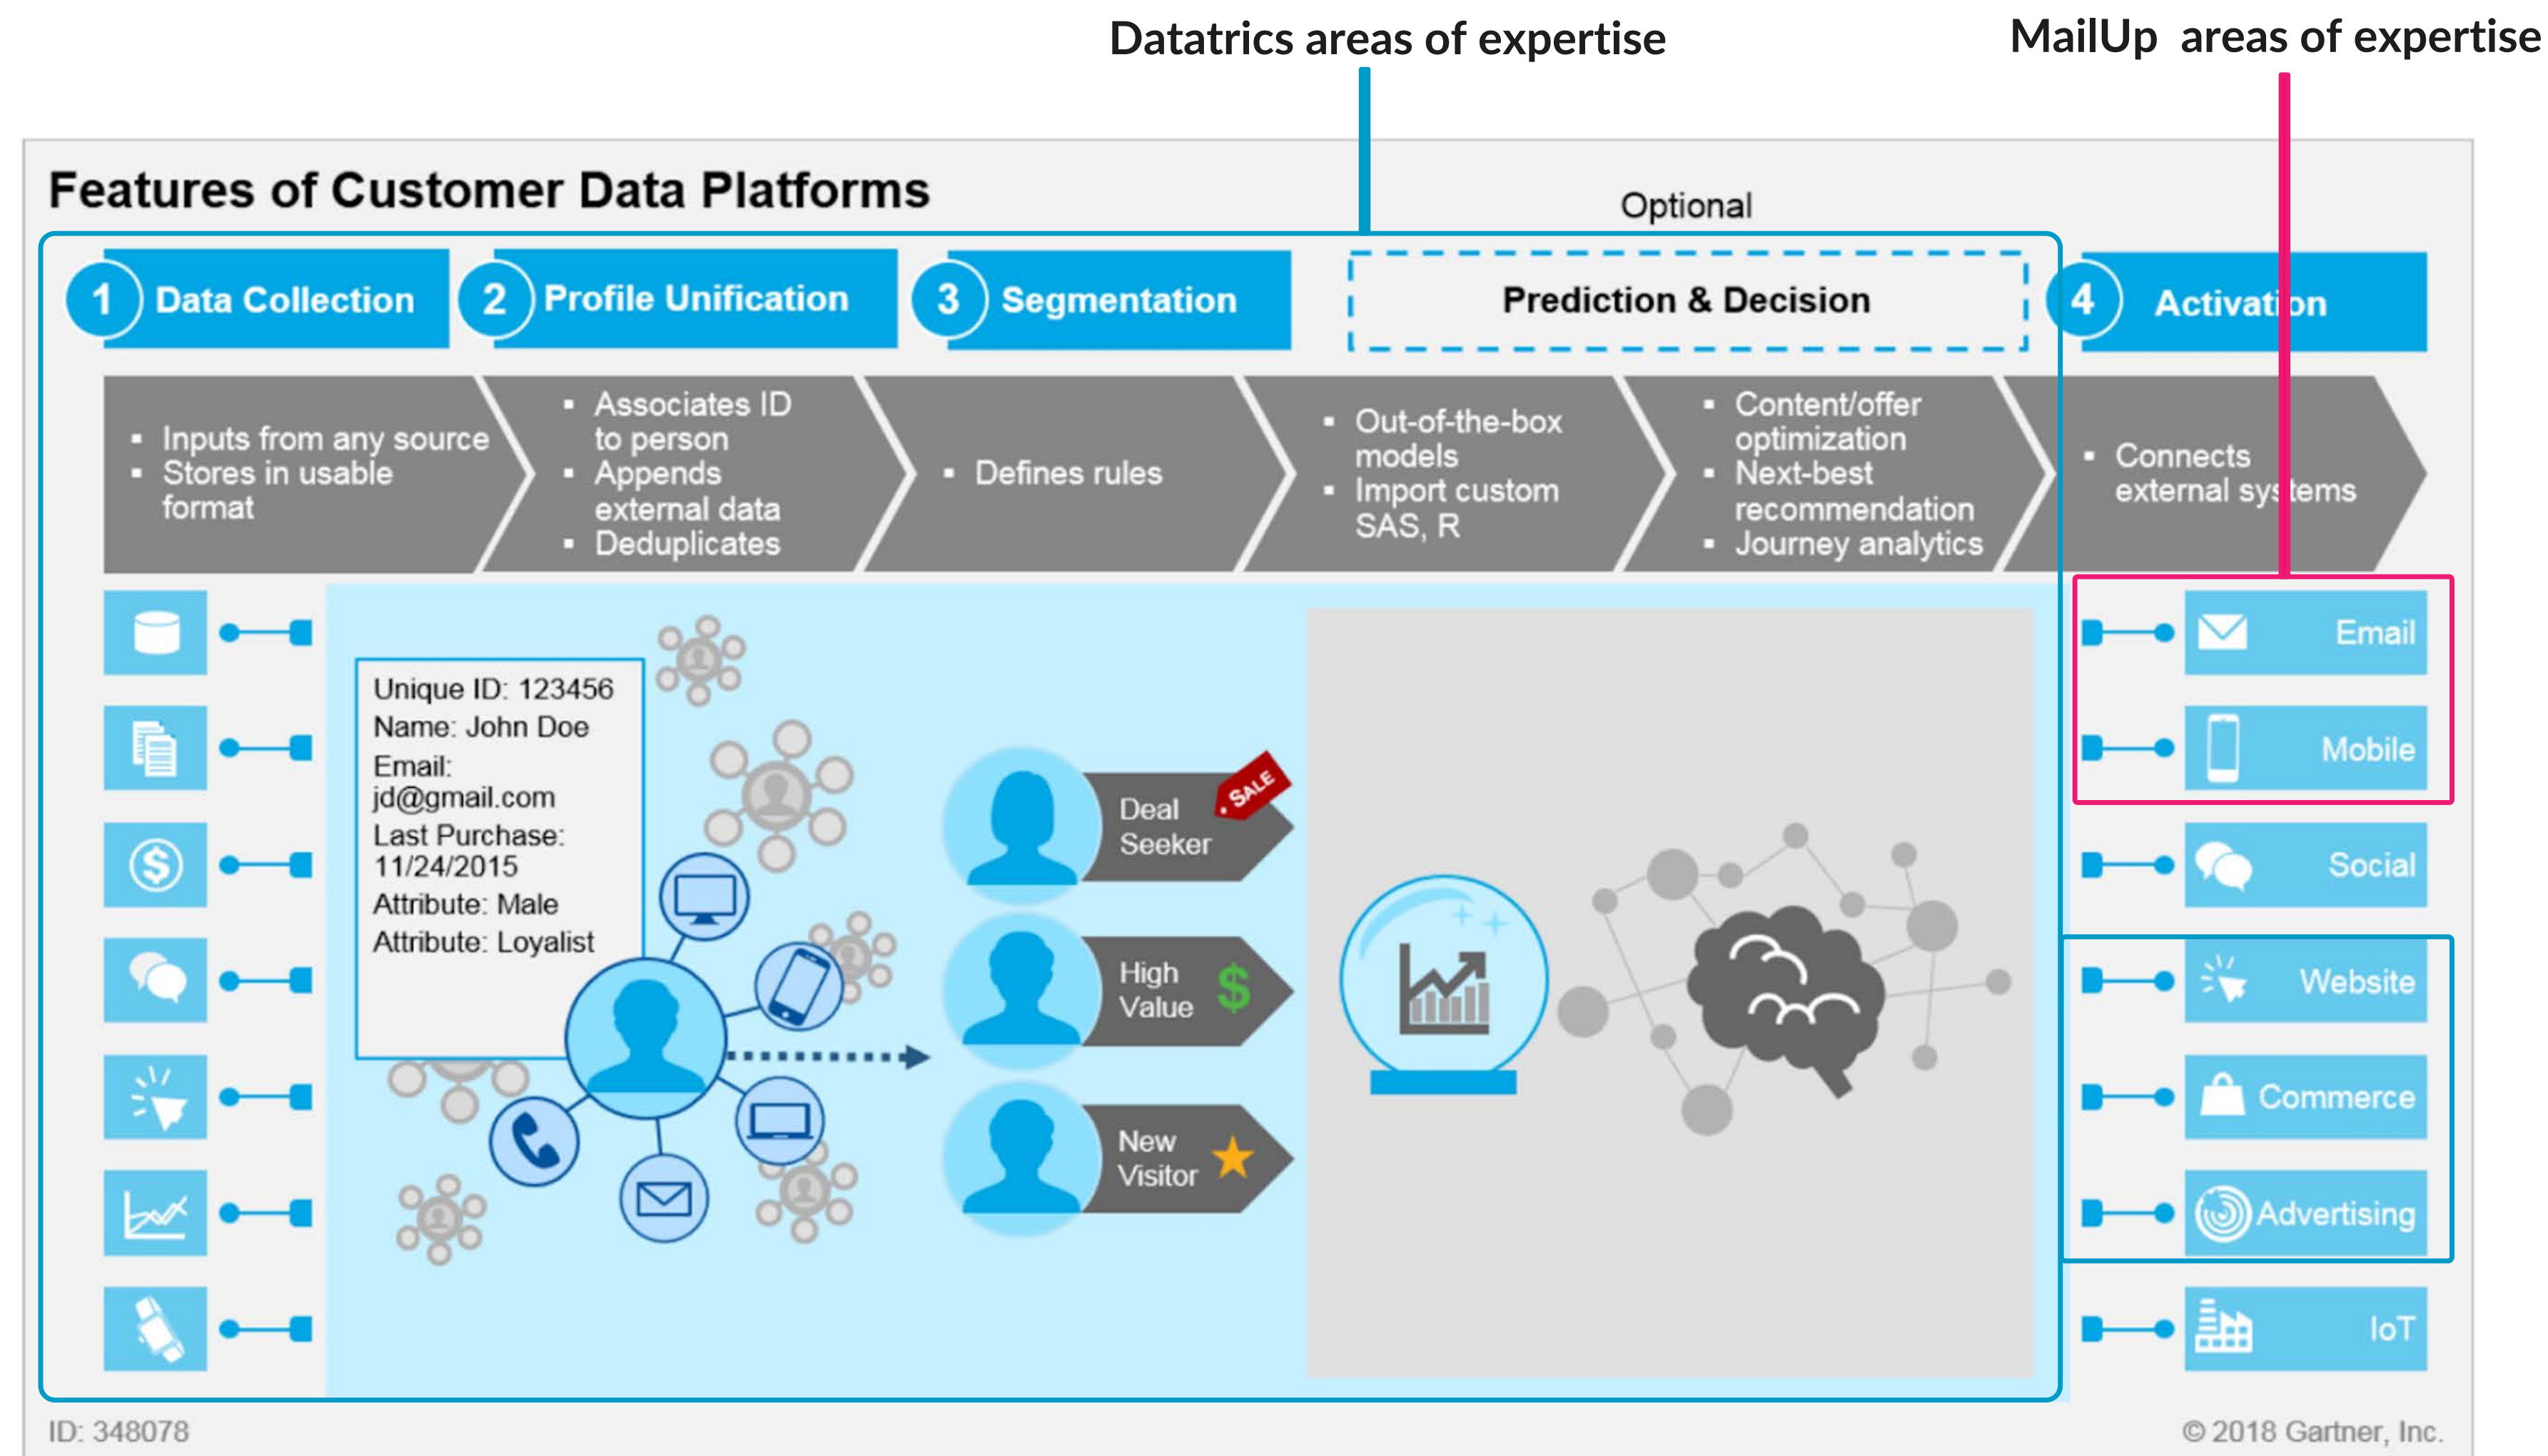 Datatrics areas of expertise
MailUp areas of expertise
Features of Customer Data Platforms
Optional
1 Data Collection
2 Profile Unification
3 Segmentation
Prediction & Decision
4 Activation
▪ Inputs from any source
▪ Stores in usable
format
▪ Associates ID
to person
▪ Appends
external data
▪ Deduplicates
▪ Defines rules
▪ Out-of-the-box
models
▪ Import custom
SAS, R
▪ Content/offer
optimization
▪ Next-best
recommendation
▪ Journey analytics
▪ Connects
external systems
Unique ID: 123456
Name: John Doe
Email:
jd@gmail.com
Last Purchase:
11/24/2015
Attribute: Male
Attribute: Loyalist
Deal
Seeker
SALE
High
Value
$
New
Visitor
$
Email
Mobile
Social
Website
Commerce
Advertising
IoT
ID: 348078
© 2018 Gartner, Inc.